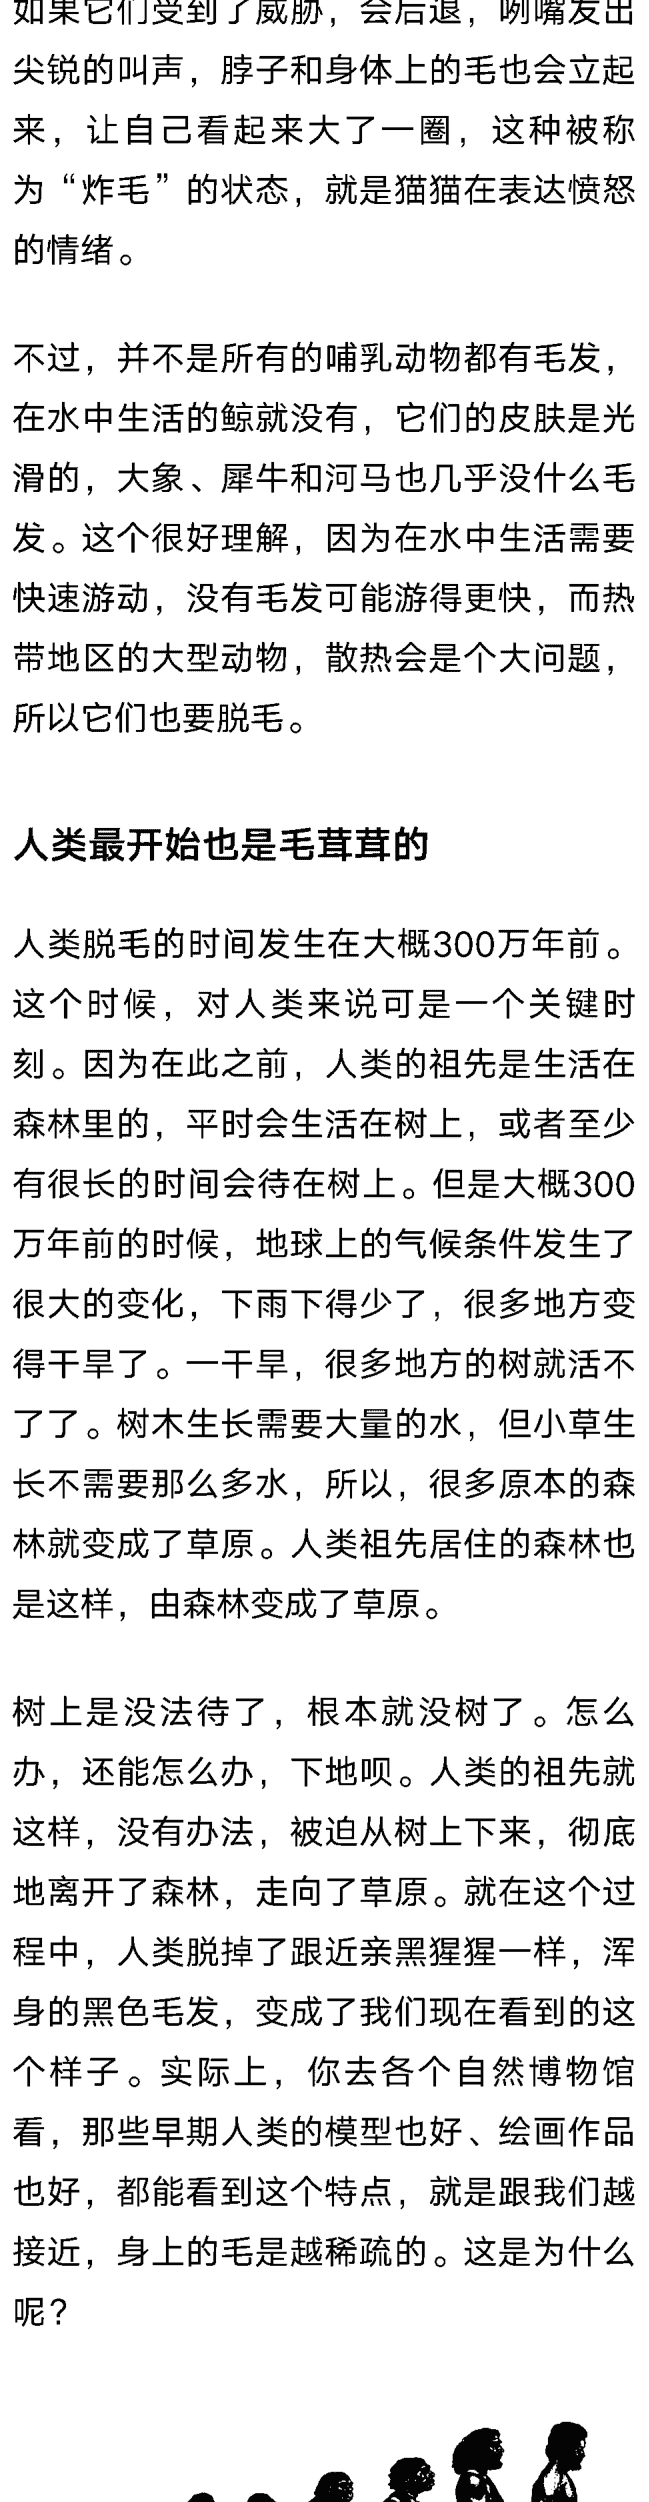 如果它们受到了威胁，会后退，咧嘴发出
尖锐的叫声，脖子和身体上的毛也会立起
来，让自己看起来大了一圈，这种被称
为“炸毛”的状态，就是猫猫在表达愤怒
的情绪。
不过，并不是所有的哺乳动物都有毛发，
在水中生活的鲸就没有，它们的皮肤是光
滑的，大象、犀牛和河马也几乎没什么毛
发。这个很好理解，因为在水中生活需要
快速游动，没有毛发可能游得更快，而热
带地区的大型动物，散热会是个大问题，
所以它们也要脱毛。
人类最开始也是毛茸茸的
人类脱毛的时间发生在大概300万年前。
这个时候，对人类来说可是一个关键时
刻。因为在此之前，人类的祖先是生活在
森林里的，平时会生活在树上，或者至少
有很长的时间会待在树上。但是大概300
万年前的时候，地球上的气候条件发生了
很大的变化，下雨下得少了，很多地方变
得干旱了。一干旱，很多地方的树就活不
了了。树木生长需要大量的水，但小草生
长不需要那么多水，所以，很多原本的森
林就变成了草原。人类祖先居住的森林也
是这样，由森林变成了草原。
树上是没法待了，根本就没树了。怎么
办，还能怎么办，下地呗。人类的祖先就
这样，没有办法，被迫从树上下来，彻底
地离开了森林，走向了草原。就在这个过
程中，人类脱掉了跟近亲黑猩猩一样，浑
身的黑色毛发，变成了我们现在看到的这
个样子。实际上，你去各个自然博物馆
看，那些早期人类的模型也好、绘画作品
也好，都能看到这个特点，就是跟我们越
接近，身上的毛是越稀疏的。这是为什么
呢？